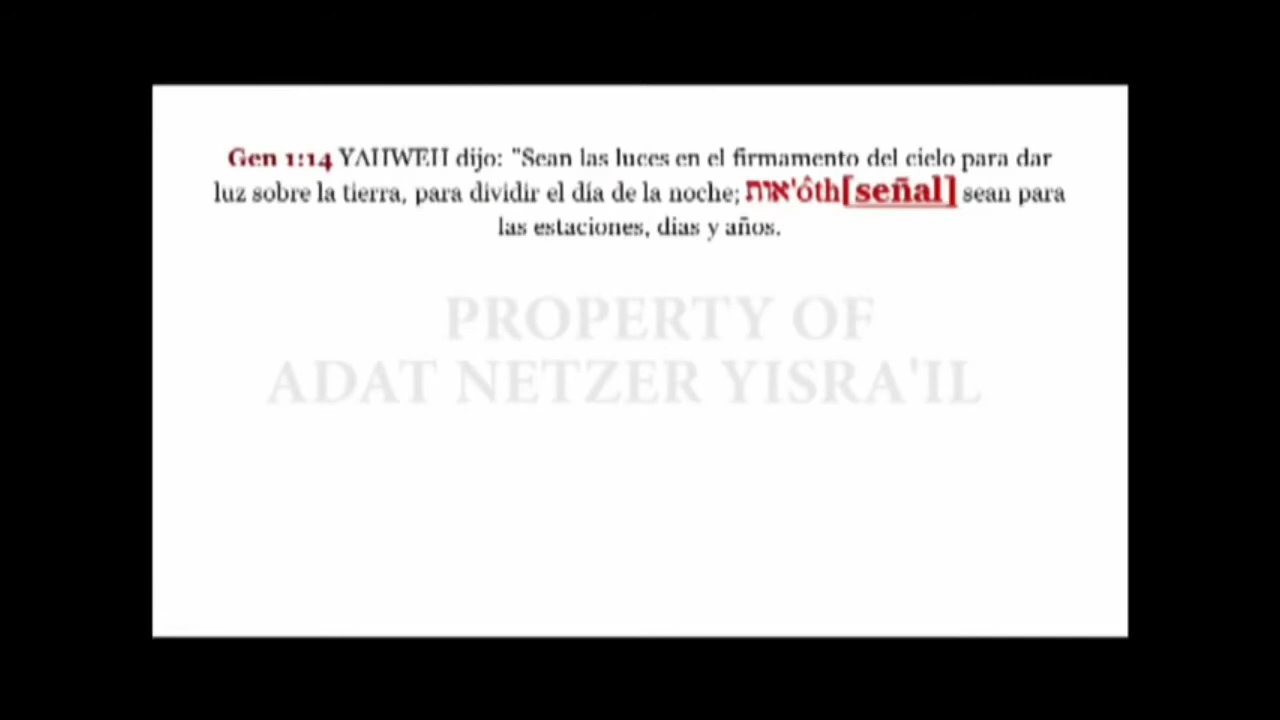 Gen 1:14 YAHWEH dijo: "Sean las luces en el firmamento del cielo para dar
luz sobre la tierra, para dividir el día de la noche; אות'ôth[señal] sean para
las estaciones, dias y años.
PROPERTY OF
ADAT NETZER YISRA'IL